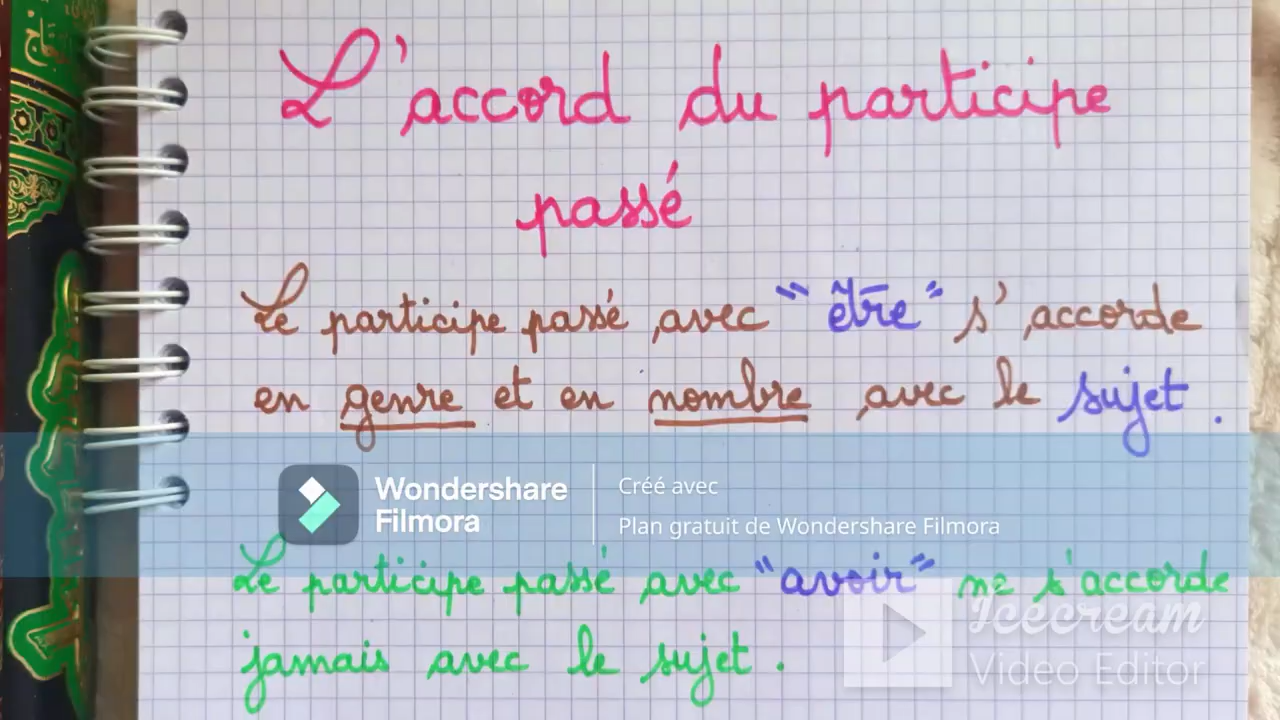 L'accord du participe
passé
Le participe passé avec "être" s'accorde
en genre et en nombre avec le sujet.
Wondershare
Filmora
Créé avec
Plan gratuit de Wondershare Filmora
Le participe passé avec "avoir" ne s'accorde
jamais avec le sujet.
Icecream
Video Editor